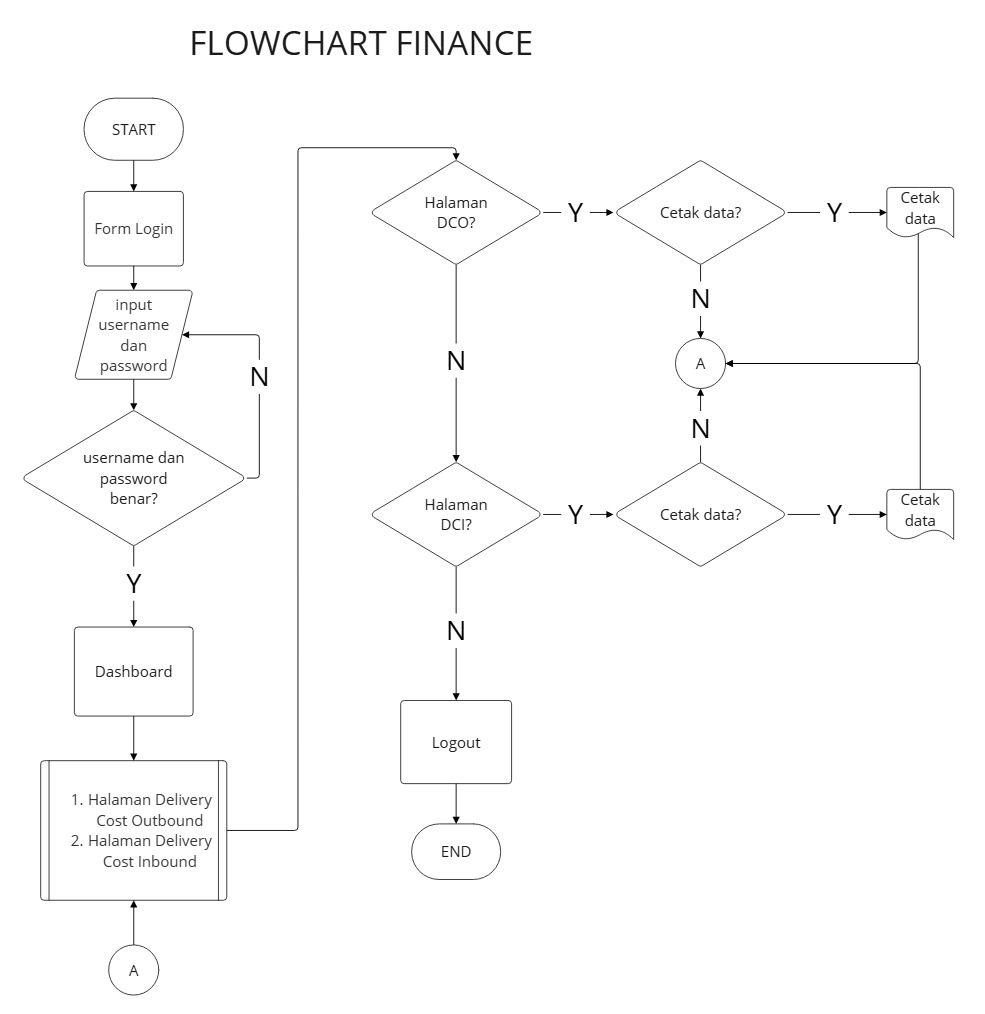 FLOWCHART FINANCE
START
Form Login
input
username
dan
password
N
username dan
password
benar?
Y
Dashboard
1. Halaman Delivery
Cost Outbound
2. Halaman Delivery
Cost Inbound
A
Halaman
DCO?
Y
Cetak data?
Y
Cetak
data
N
A
N
N
Halaman
DCI?
Y
Cetak data?
Y
Cetak
data
N
Logout
END